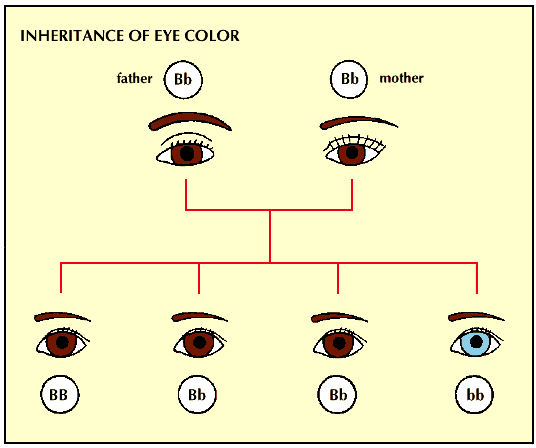 INHERITANCE OF EYE COLOR
father Bb Bb mother
BB Bb Bb bb